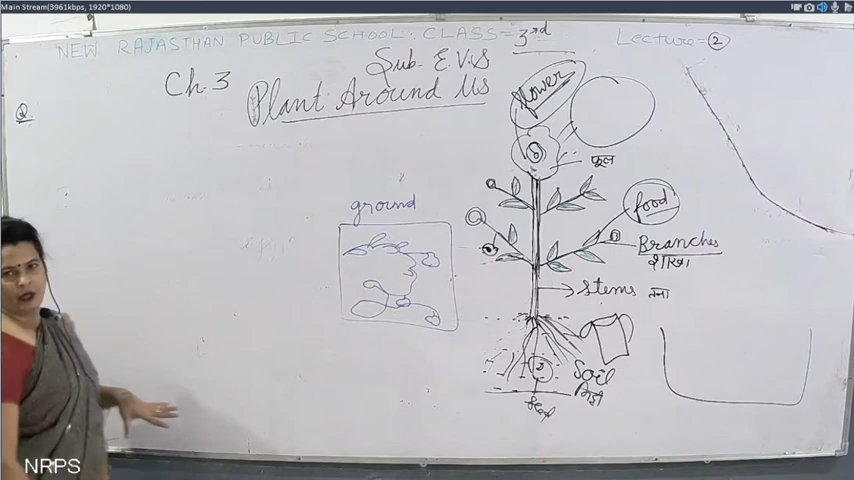 Main Stream(3961kbps, 1920*1080)
NEW RAJASTHAN PUBLIC SCHOOL. CLASS = 3rd
Lecture = 2
Sub. E.V.S
Ch. 3
Plant Around Us
Q
flower
फूल
ground
food
Branches
शाखा
Stems तना
Soil
मिट्टी
NRPS